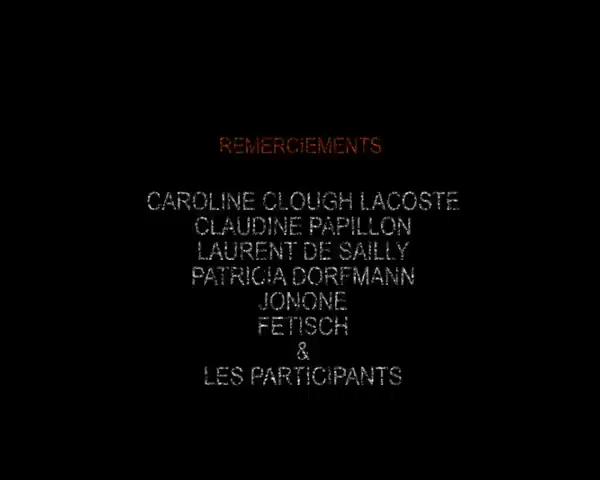 REMERCIEMENTS
CAROLINE CLOUGH LACOSTE
CLAUDINE PAPILLON
LAURENT DE SAILLY
PATRICIA DORFMANN
JONONE
FETISCH
&
LES PARTICIPANTS